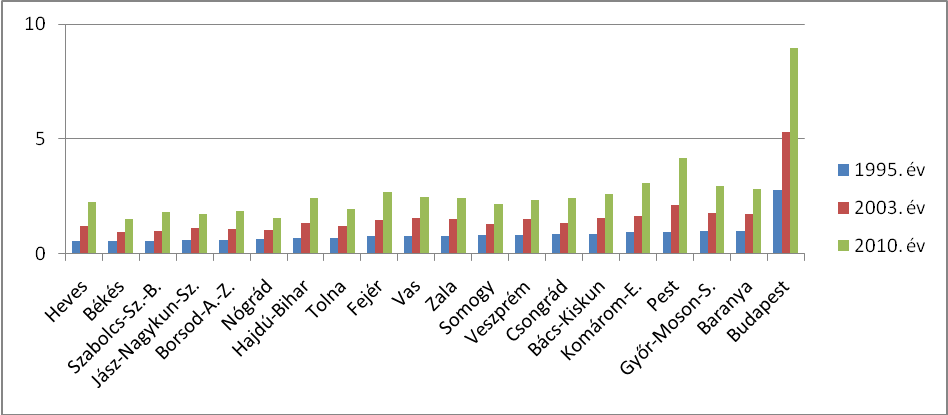 10
5
0
1995. év
2003. év
2010. év
Heves
Békés
Szabolcs-Sz.-B.
Jász-Nagykun-Sz.
Borsod-A.-Z.
Nógrád
Hajdú-Bihar
Tolna
Fejér
Vas
Zala
Somogy
Veszprém
Csongrád
Bács-Kiskun
Komárom-E.
Pest
Győr-Moson-S.
Baranya
Budapest